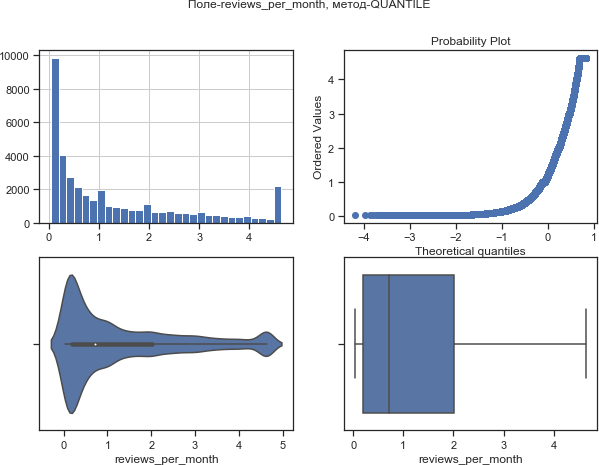 Поле-reviews_per_month, метод-QUANTILE
Probability Plot
10000
8000
6000
4000
2000
0
0 1 2 3 4
Ordered Values
4
3
2
1
0
−4 −3 −2 −1 0 1
Theoretical quantiles
0 1 2 3 4 5
reviews_per_month
0 1 2 3 4
reviews_per_month